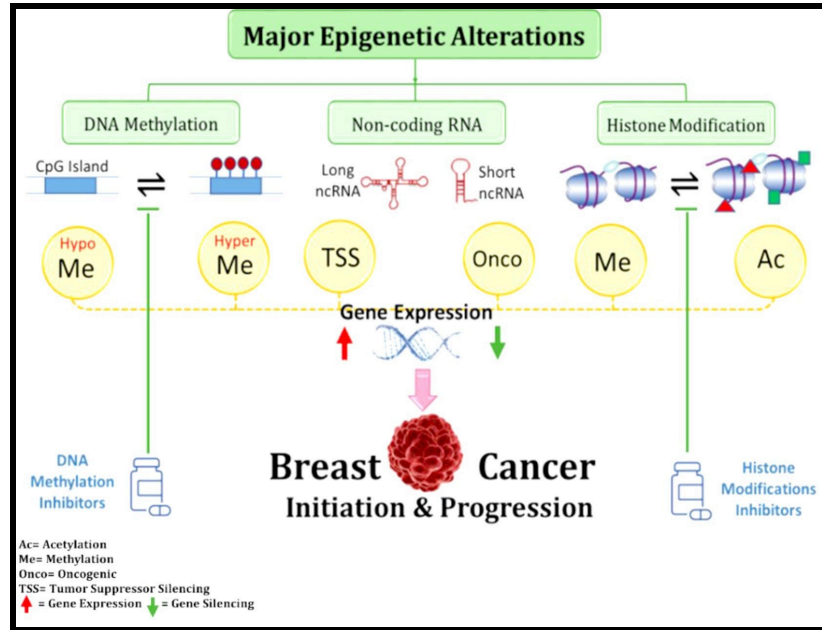 Major Epigenetic Alterations
DNA Methylation
Non-coding RNA
Histone Modification
CpG Island
Long
ncRNA
Short
ncRNA
Hypo
Me
Hyper
Me
TSS
Onco
Me
Ac
Gene Expression
Breast Cancer
Initiation & Progression
DNA
Methylation
Inhibitors
Histone
Modifications
Inhibitors
Ac= Acetylation
Me= Methylation
Onco= Oncogenic
TSS= Tumor Suppressor Silencing
= Gene Expression = Gene Silencing